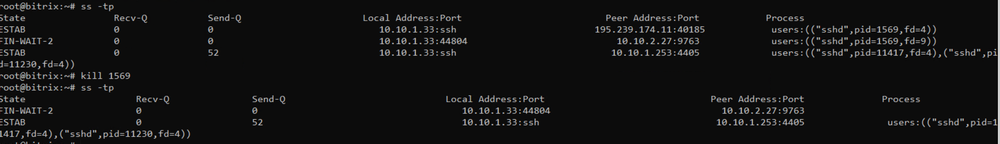 root@bitrix:~# ss -tp
State Recv-Q Send-Q Local Address:Port Peer Address:Port Process
ESTAB 0 0 10.10.1.33:ssh 195.239.174.11:40185 users:(("sshd",pid=1569,fd=4))
FIN-WAIT-2 0 0 10.10.1.33:44804 10.10.2.27:9763 users:(("sshd",pid=1569,fd=9))
ESTAB 0 52 10.10.1.33:ssh 10.10.1.253:4405 users:(("sshd",pid=11417,fd=4),("sshd",pi
d=11230,fd=4))
root@bitrix:~# kill 1569
root@bitrix:~# ss -tp
State Recv-Q Send-Q Local Address:Port Peer Address:Port Process
FIN-WAIT-2 0 0 10.10.1.33:44804 10.10.2.27:9763
ESTAB 0 52 10.10.1.33:ssh 10.10.1.253:4405 users:(("sshd",pid=1
1417,fd=4),("sshd",pid=11230,fd=4))